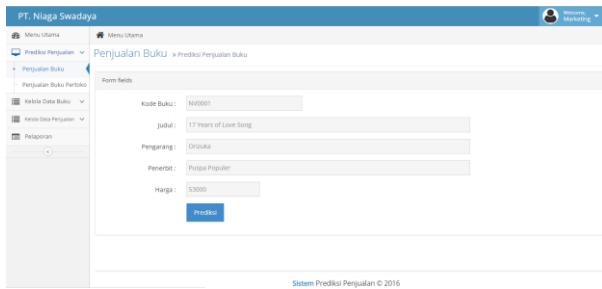 PT. Niaga Swadaya
Welcome, Marketing
Menu Utama
Prediksi Penjualan
Penjualan Buku
Penjualan Buku Pertoko
Kelola Data Buku
Kelola Data Penjualan
Pelaporan
Menu Utama
Penjualan Buku » Prediksi Penjualan Buku
Form fields
Kode Buku : NV0001
Judul : 17 Years of Love Song
Pengarang : Orizuka
Penerbit : Puspa Populer
Harga : 53000
Prediksi
Sistem Prediksi Penjualan © 2016